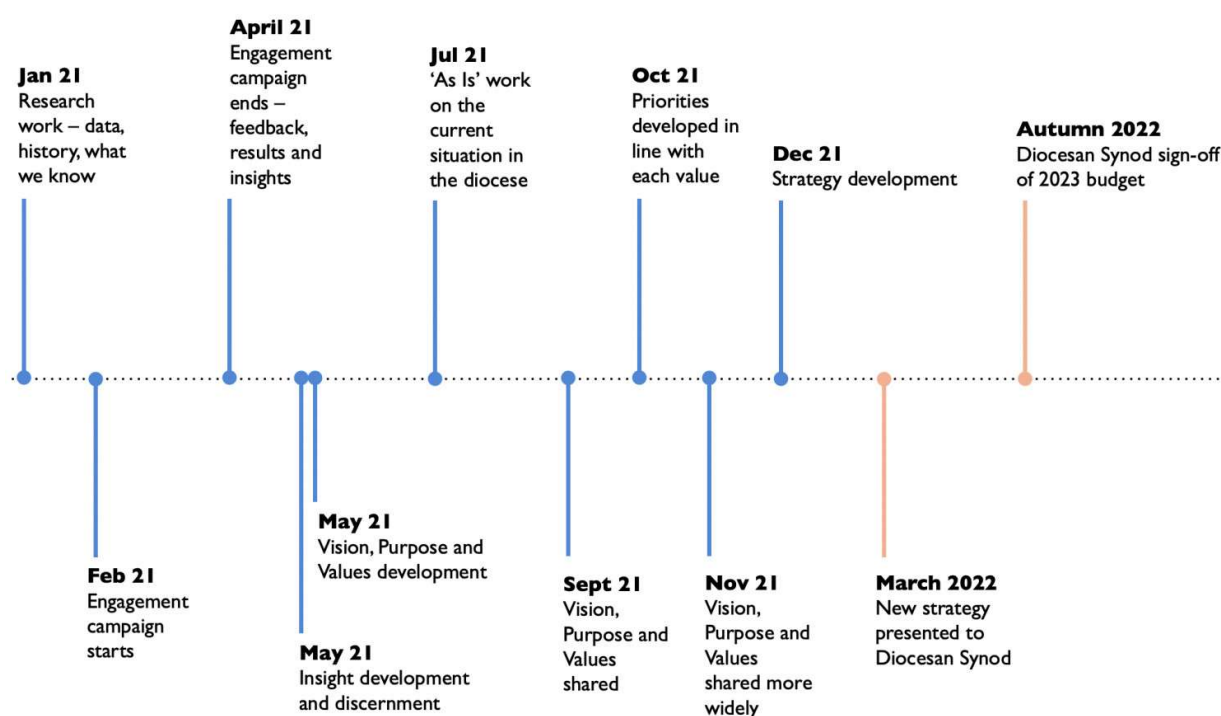 Jan 21
Research
work – data,
history, what
we know
Feb 21
Engagement
campaign
starts
April 21
Engagement
campaign
ends –
feedback,
results and
insights
May 21
Insight development
and discernment
May 21
Vision, Purpose and
Values development
Jul 21
‘As Is’ work
on the
current
situation in
the diocese
Sept 21
Vision,
Purpose and
Values
shared
Oct 21
Priorities
developed in
line with
each value
Nov 21
Vision,
Purpose and
Values
shared more
widely
Dec 21
Strategy development
March 2022
New strategy
presented to
Diocesan Synod
Autumn 2022
Diocesan Synod sign-off
of 2023 budget